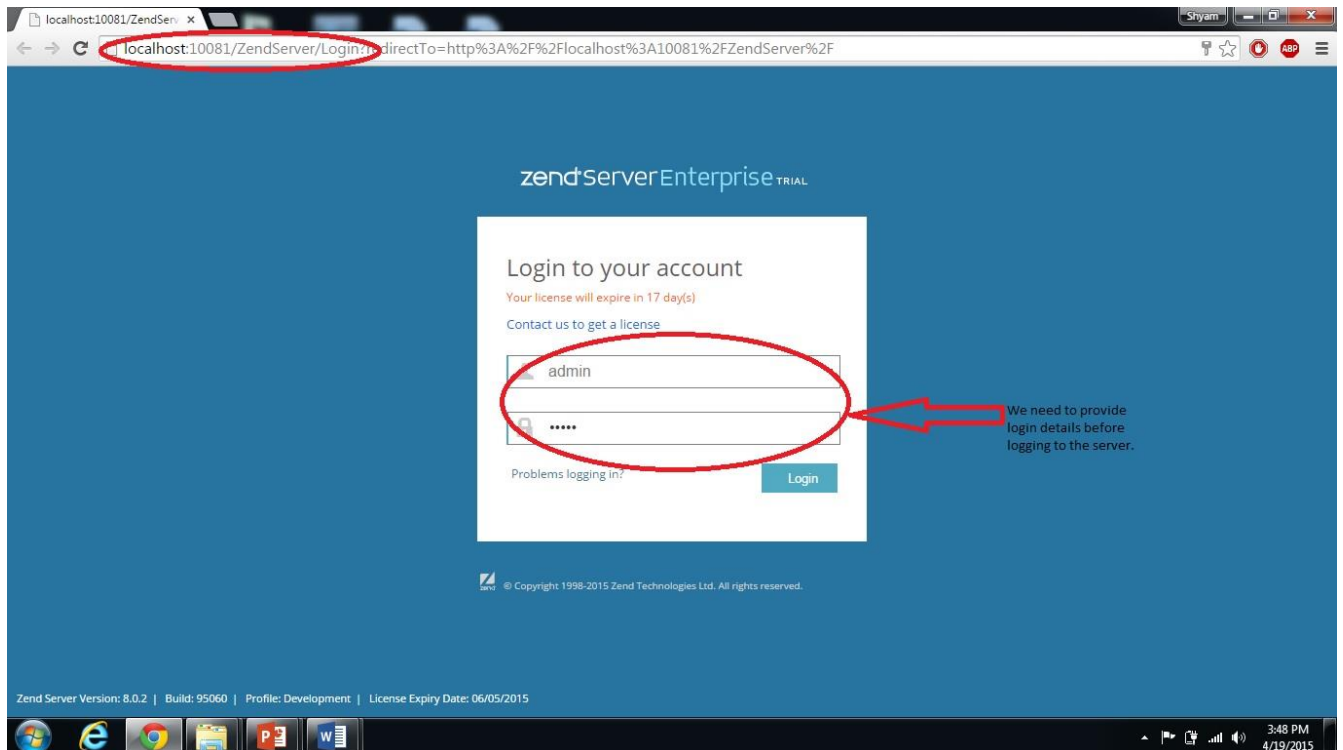 localhost:10081/ZendServ
Shyam
localhost:10081/ZendServer/Login?redirectTo=http%3A%2F%2Flocalhost%3A10081%2FZendServer%2F
ABP
zend Server Enterprise TRIAL
Login to your account
Your license will expire in 17 day(s)
Contact us to get a license
admin
•••••
We need to provide
login details before
logging to the server.
Problems logging in?
Login
zend © Copyright 1998-2015 Zend Technologies Ltd. All rights reserved.
Zend Server Version: 8.0.2 | Build: 95060 | Profile: Development | License Expiry Date: 06/05/2015
3:48 PM
4/19/2015